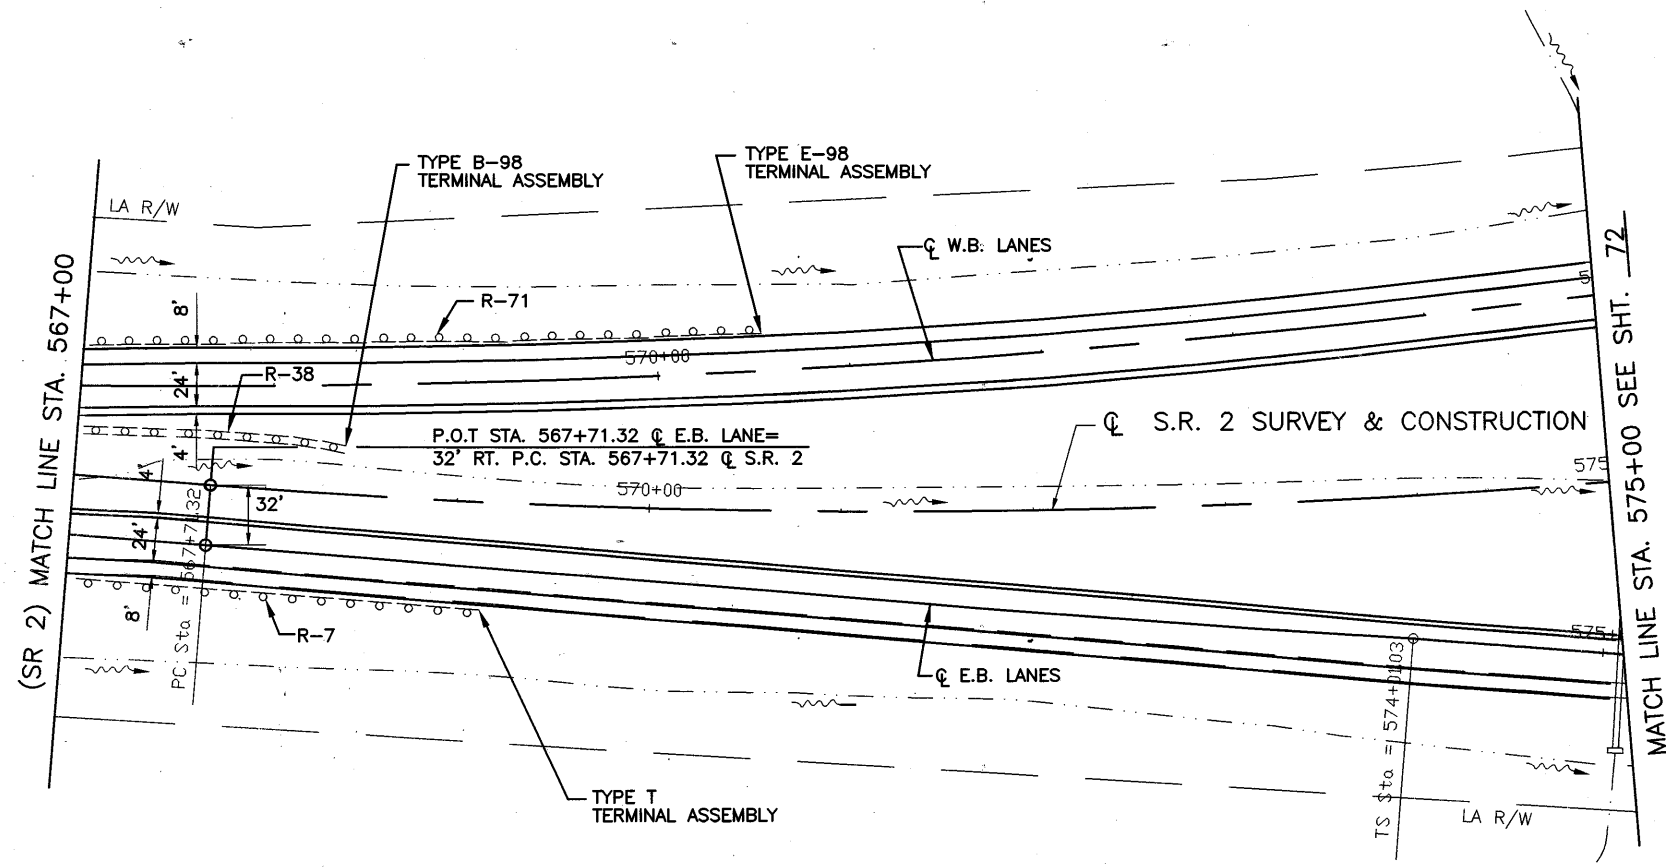 TYPE B-98
TERMINAL ASSEMBLY
TYPE E-98
TERMINAL ASSEMBLY
LA R/W
(SR 2) MATCH LINE STA. 567+00
8'
R-71
℄ W.B. LANES
570+00
24'
R-38
5
MATCH LINE STA. 575+00 SEE SHT. 72
4'
P.O.T STA. 567+71.32 ℄ E.B. LANE=
32' RT. P.C. STA. 567+71.32 ℄ S.R. 2
℄ S.R. 2 SURVEY & CONSTRUCTION
575
4'
570+00
32'
24'
PC Sta = 567+71.32
8'
R-7
575+
℄ E.B. LANES
TS Sta = 574+01.03
TYPE T
TERMINAL ASSEMBLY
LA R/W